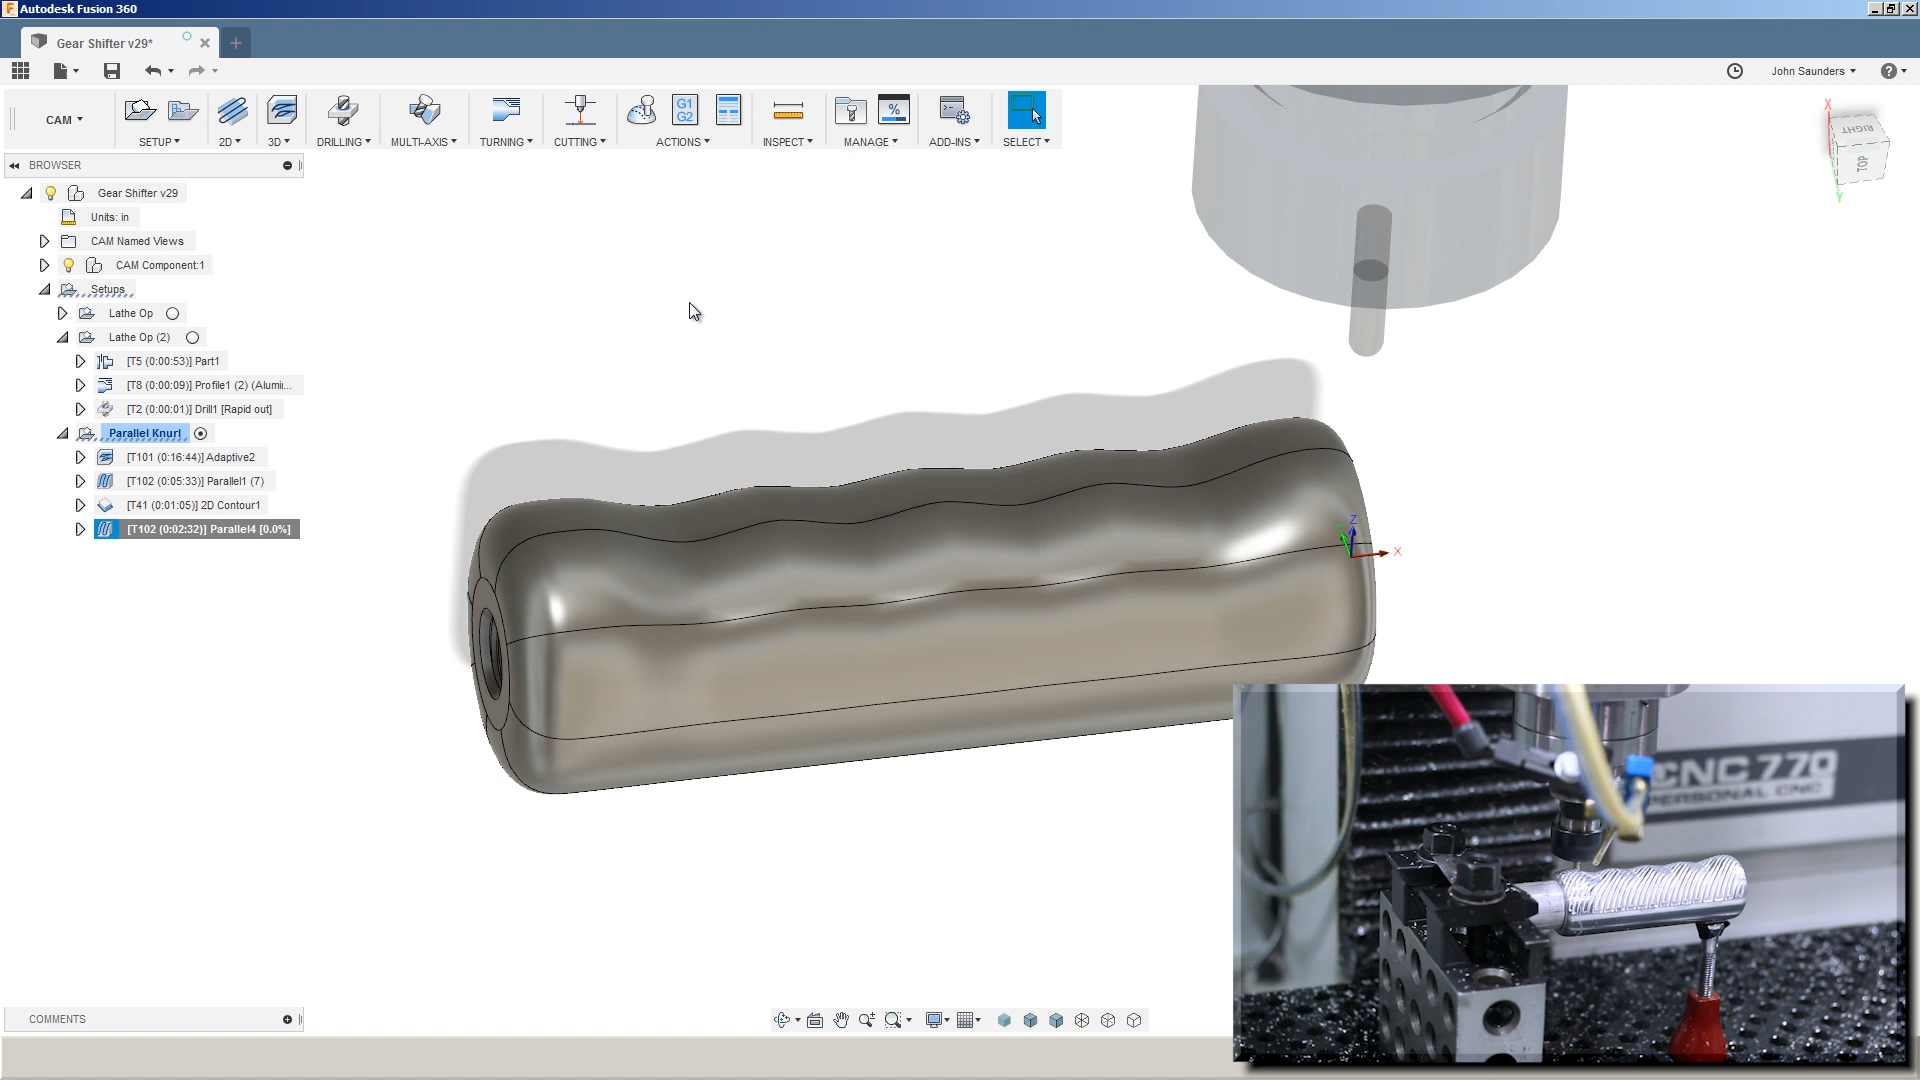 Autodesk Fusion 360
Gear Shifter v29*
John Saunders
CAM
SETUP
2D
3D
DRILLING
MULTI-AXIS
TURNING
CUTTING
G1
G2
ACTIONS
INSPECT
%
MANAGE
ADD-INS
SELECT
X
RIGHT
TOP
Y
BROWSER
Gear Shifter v29
Units: in
CAM Named Views
CAM Component:1
Setups
Lathe Op
Lathe Op (2)
[T5 (0:00:53)] Part1
[T8 (0:00:09)] Profile1 (2) (Alumi...
[T2 (0:00:01)] Drill1 [Rapid out]
Parallel Knurl
[T101 (0:16:44)] Adaptive2
[T102 (0:05:33)] Parallel1 (7)
[T41 (0:01:05)] 2D Contour1
[T102 (0:02:32)] Parallel4 [0.0%]
Z
X
CNC 770
PERSONAL CNC
COMMENTS